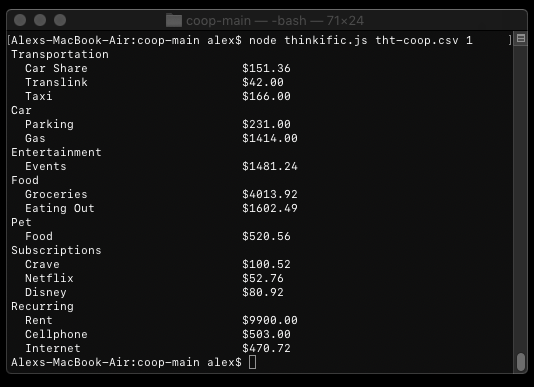 coop-main — -bash — 71×24
[Alexs-MacBook-Air:coop-main alex$ node thinkific.js tht-coop.csv 1 ]
Transportation
  Car Share                      $151.36
  Translink                      $42.00
  Taxi                           $166.00
Car
  Parking                        $231.00
  Gas                            $1414.00
Entertainment
  Events                         $1481.24
Food
  Groceries                      $4013.92
  Eating Out                     $1602.49
Pet
  Food                           $520.56
Subscriptions
  Crave                          $100.52
  Netflix                        $52.76
  Disney                         $80.92
Recurring
  Rent                           $9900.00
  Cellphone                      $503.00
  Internet                       $470.72
Alexs-MacBook-Air:coop-main alex$